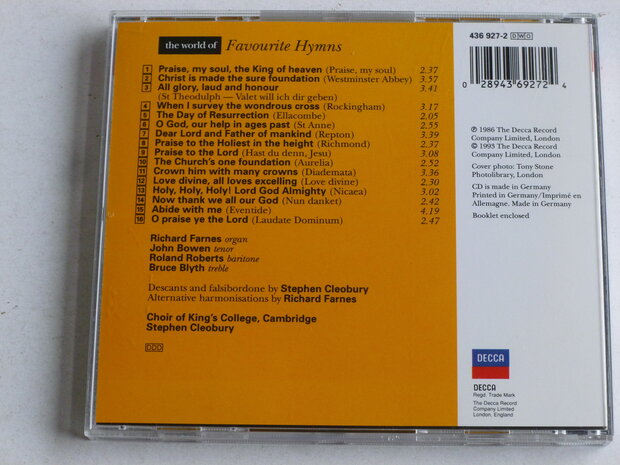 the world of Favourite Hymns
1 Praise, my soul, the King of heaven (Praise, my soul) 2.37
2 Christ is made the sure foundation (Westminster Abbey) 3.57
3 All glory, laud and honour 3.41
(St Theodulph — Valet will ich dir geben)
4 When I survey the wondrous cross (Rockingham) 3.17
5 The Day of Resurrection (Ellacombe) 2.05
6 O God, our help in ages past (St Anne) 2.55
7 Dear Lord and Father of mankind (Repton) 3.39
8 Praise to the Holiest in the height (Richmond) 2.37
9 Praise to the Lord (Hast du denn, Jesu) 3.08
10 The Church's one foundation (Aurelia) 2.52
11 Crown him with many crowns (Diademata) 3.36
12 Love divine, all loves excelling (Love divine) 2.30
13 Holy, Holy, Holy! Lord God Almighty (Nicaea) 3.02
14 Now thank we all our God (Nun danket) 2.42
15 Abide with me (Eventide) 4.19
16 O praise ye the Lord (Laudate Dominum) 2.47
Richard Farnes organ
John Bowen tenor
Roland Roberts baritone
Bruce Blyth treble
Descants and falsibordone by Stephen Cleobury
Alternative harmonisations by Richard Farnes
Choir of King's College, Cambridge
Stephen Cleobury
DDD
436 927-2
0 28943 69272 4
℗ 1986 The Decca Record
Company Limited, London
© 1993 The Decca Record
Company Limited, London
Cover photo: Tony Stone
Photolibrary, London
CD is made in Germany
Printed in Germany/Imprimé en
Allemagne. Made in Germany
Booklet enclosed
DECCA
DECCA
Regd. Trade Mark
The Decca Record
Company Limited
London, England